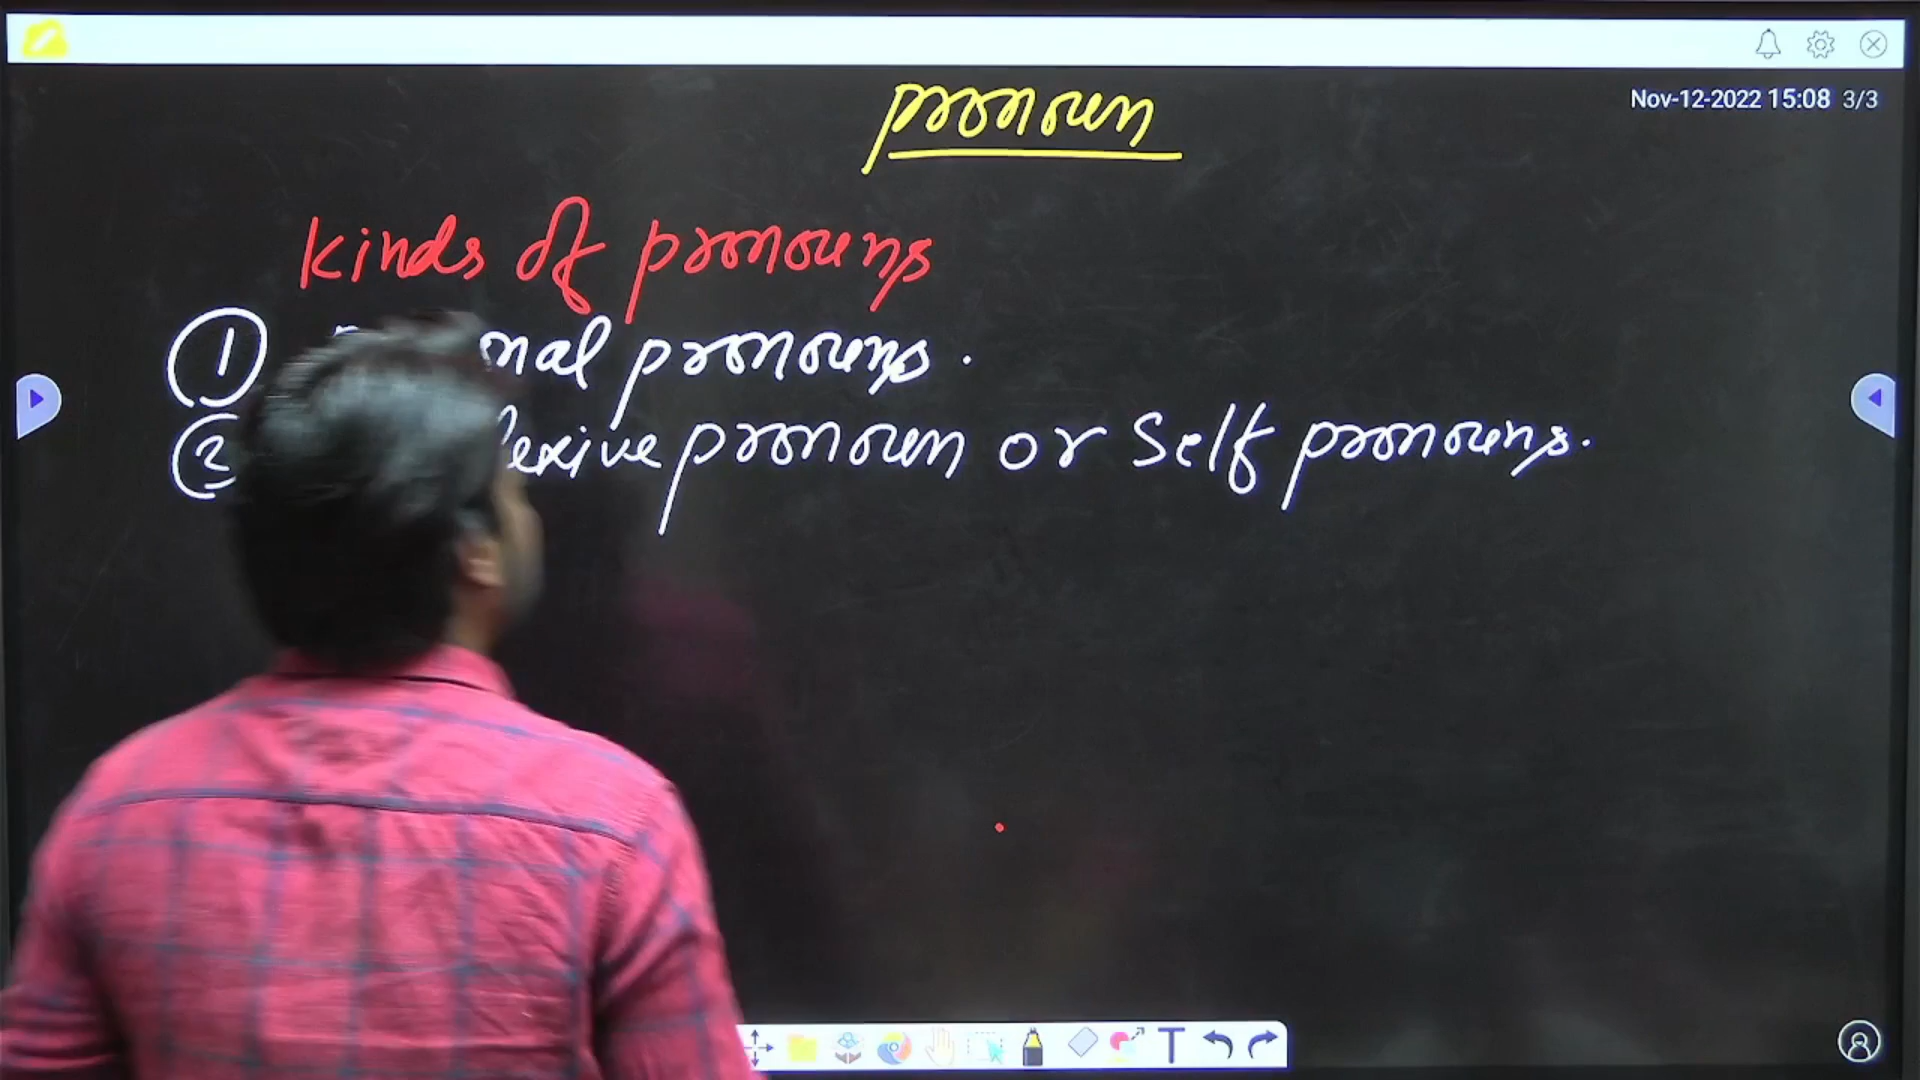 Nov-12-2022 15:08 3/3
pronoun
Kinds of pronouns
1 nal pronouns.
2 lexive pronoun or Self pronouns.
T